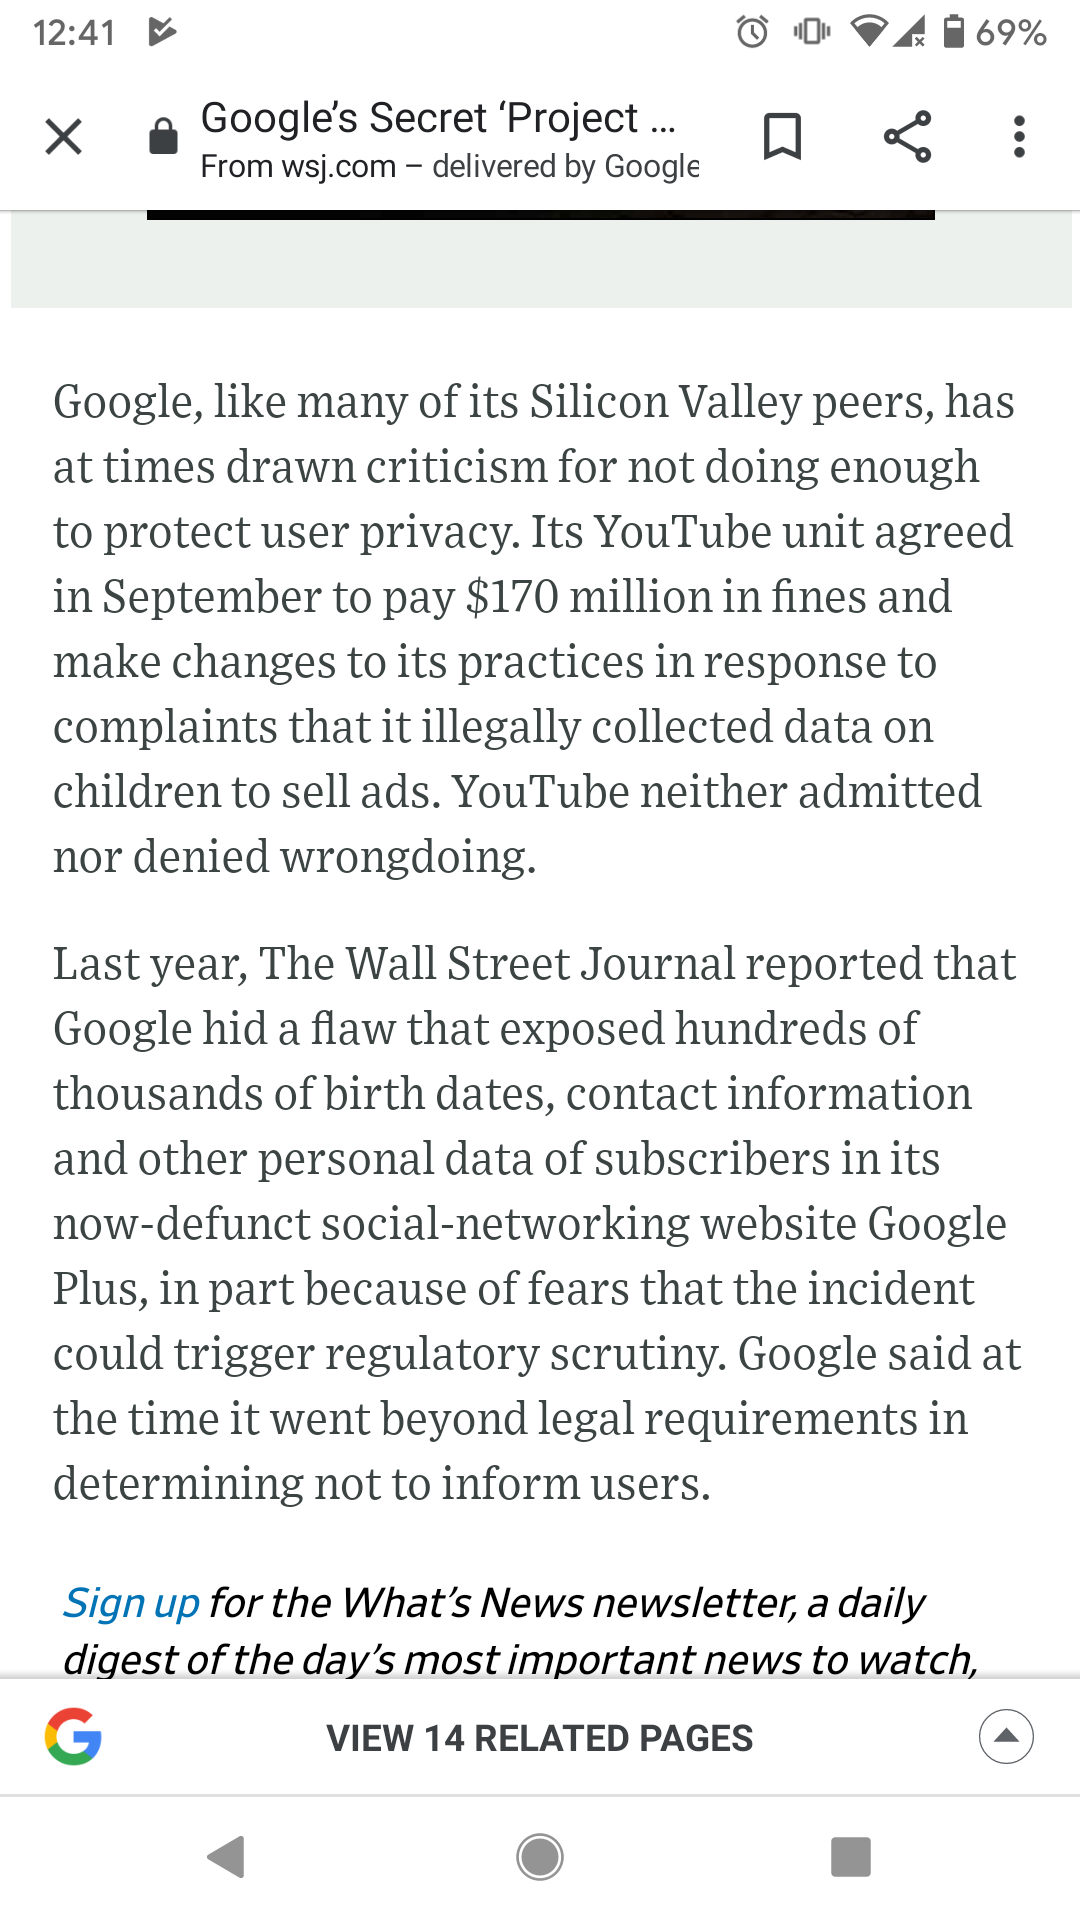 12:41
69%
Google’s Secret ‘Project ...
From wsj.com – delivered by Google
Google, like many of its Silicon Valley peers, has
at times drawn criticism for not doing enough
to protect user privacy. Its YouTube unit agreed
in September to pay $170 million in fines and
make changes to its practices in response to
complaints that it illegally collected data on
children to sell ads. YouTube neither admitted
nor denied wrongdoing.
Last year, The Wall Street Journal reported that
Google hid a flaw that exposed hundreds of
thousands of birth dates, contact information
and other personal data of subscribers in its
now-defunct social-networking website Google
Plus, in part because of fears that the incident
could trigger regulatory scrutiny. Google said at
the time it went beyond legal requirements in
determining not to inform users.
Sign up for the What’s News newsletter, a daily
digest of the day’s most important news to watch,
VIEW 14 RELATED PAGES